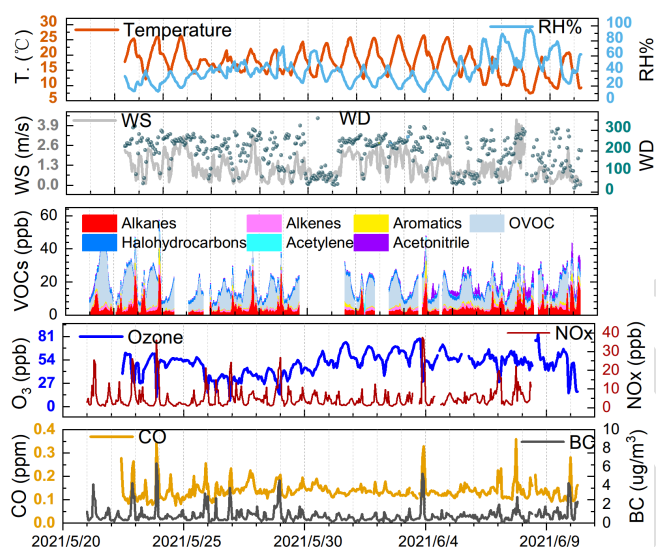 30
25
20
15
10
5
T. (℃)
Temperature
RH%
100
80
60
40
20
0
RH%
3.9
2.6
1.3
0.0
WS (m/s)
WS
WD
300
200
100
0
WD
60
40
20
0
VOCs (ppb)
Alkanes Alkenes Aromatics OVOC
Halohydrocarbons Acetylene Acetonitrile
81
54
27
0
O3 (ppb)
Ozone
NOx
40
30
20
10
0
NOx (ppb)
0.4
0.3
0.2
0.1
0.0
CO (ppm)
CO
BC
10
8
6
4
2
0
BC (ug/m³)
2021/5/20 2021/5/25 2021/5/30 2021/6/4 2021/6/9